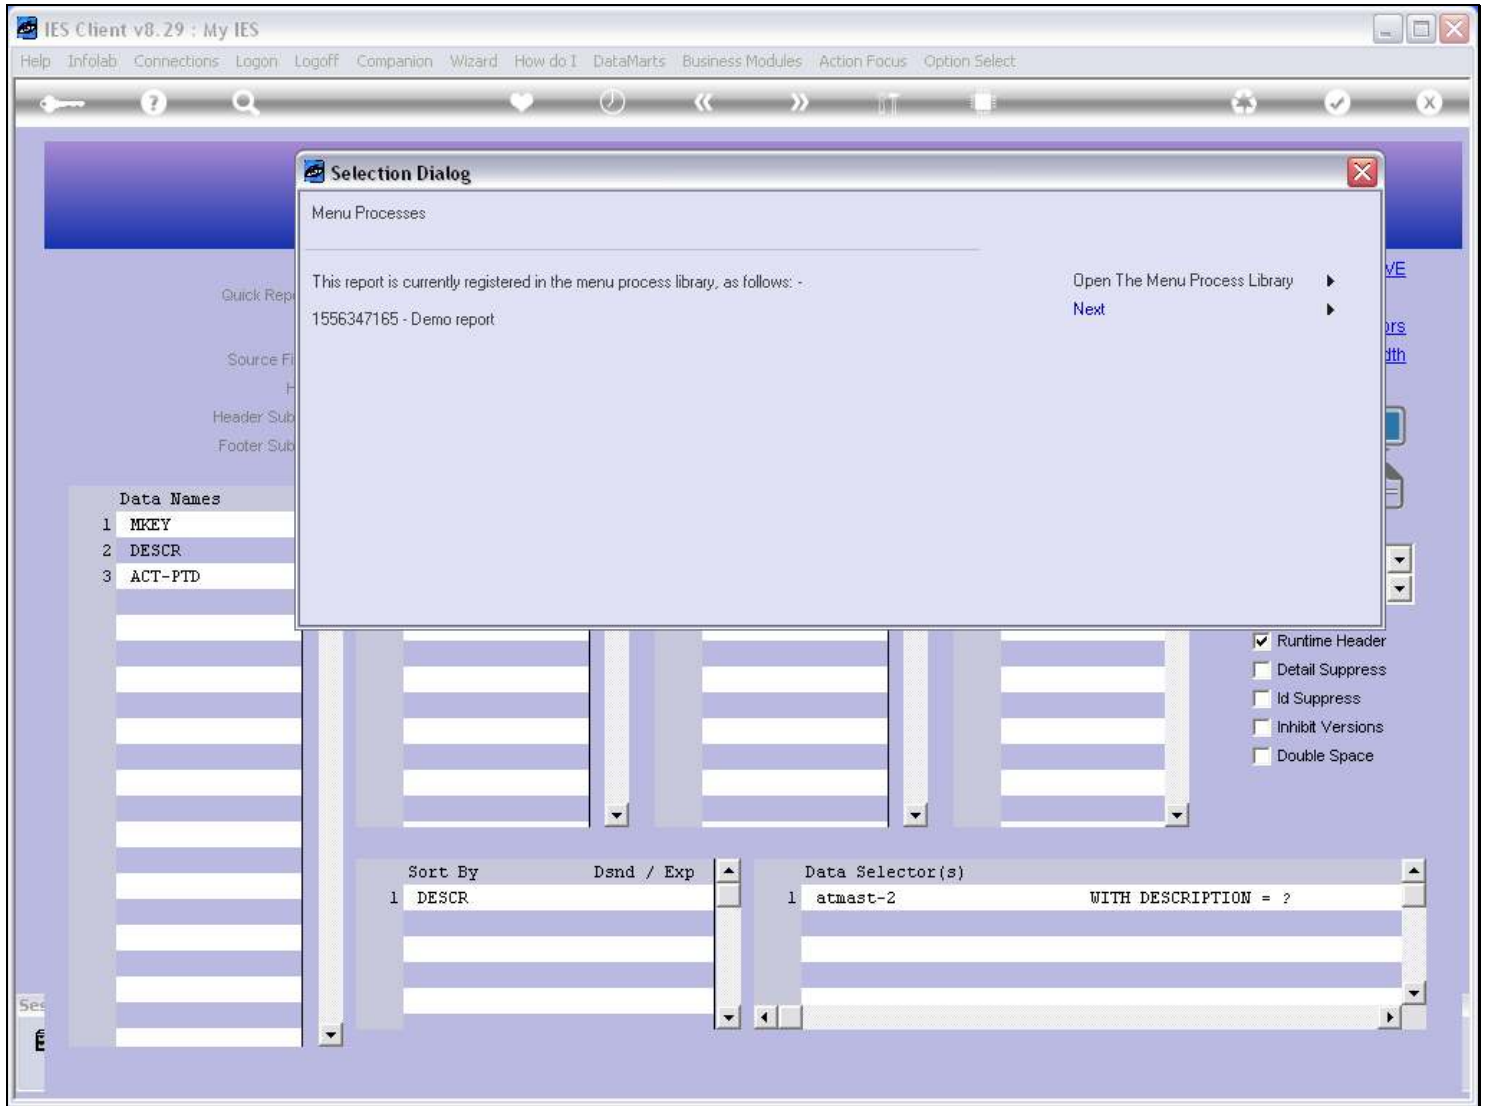 IES Client v8.29 : My IES
Help Infolab Connections Logon Logoff Companion Wizard How do I DataMarts Business Modules Action Focus Option Select
Selection Dialog
Menu Processes
This report is currently registered in the menu process library, as follows: -
1556347165 - Demo report
Open The Menu Process Library
Next
VE
Quick Rep
ors
Source Fi
dth
H
Header Sub
Footer Sub
Data Names
1 MKEY
2 DESCR
3 ACT-PTD
Runtime Header
Detail Suppress
Id Suppress
Inhibit Versions
Double Space
Sort By Dsnd / Exp
1 DESCR
Data Selector(s)
1 atmast-2 WITH DESCRIPTION = ?
Ses